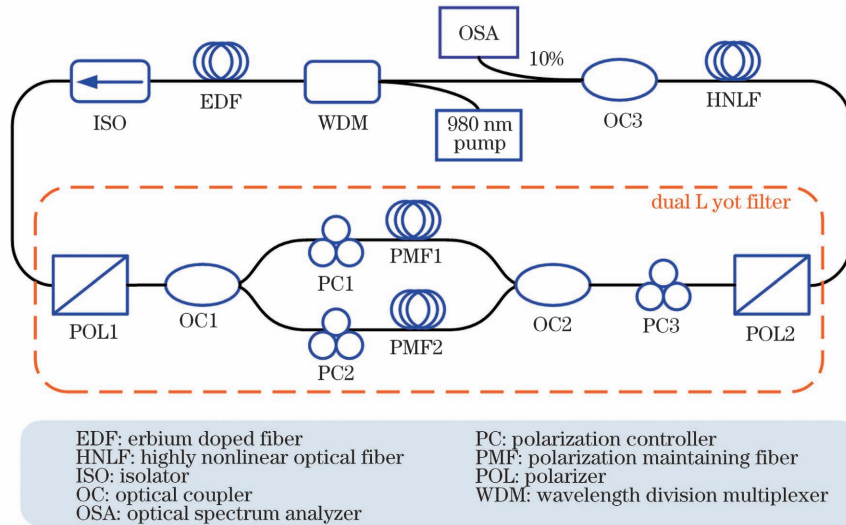 OSA
10%
ISO
EDF
WDM
980 nm
pump
OC3
HNLF
dual L yot filter
POL1
OC1
PC1
PMF1
PC2
PMF2
OC2
PC3
POL2
EDF: erbium doped fiber
HNLF: highly nonlinear optical fiber
ISO: isolator
OC: optical coupler
OSA: optical spectrum analyzer
PC: polarization controller
PMF: polarization maintaining fiber
POL: polarizer
WDM: wavelength division multiplexer